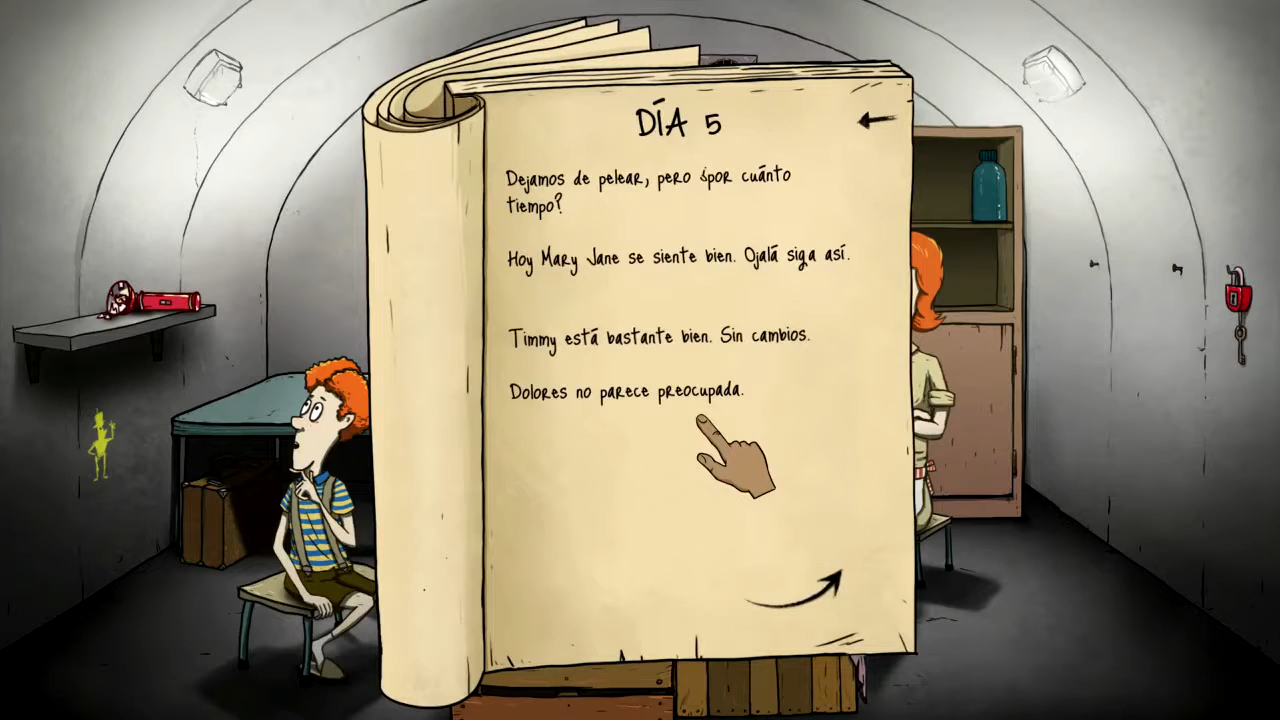 DÍA 5
Dejamos de pelear, pero ¿por cuánto
tiempo?
Hoy Mary Jane se siente bien. Ojalá siga así.
Timmy está bastante bien. Sin cambios.
Dolores no parece preocupada.